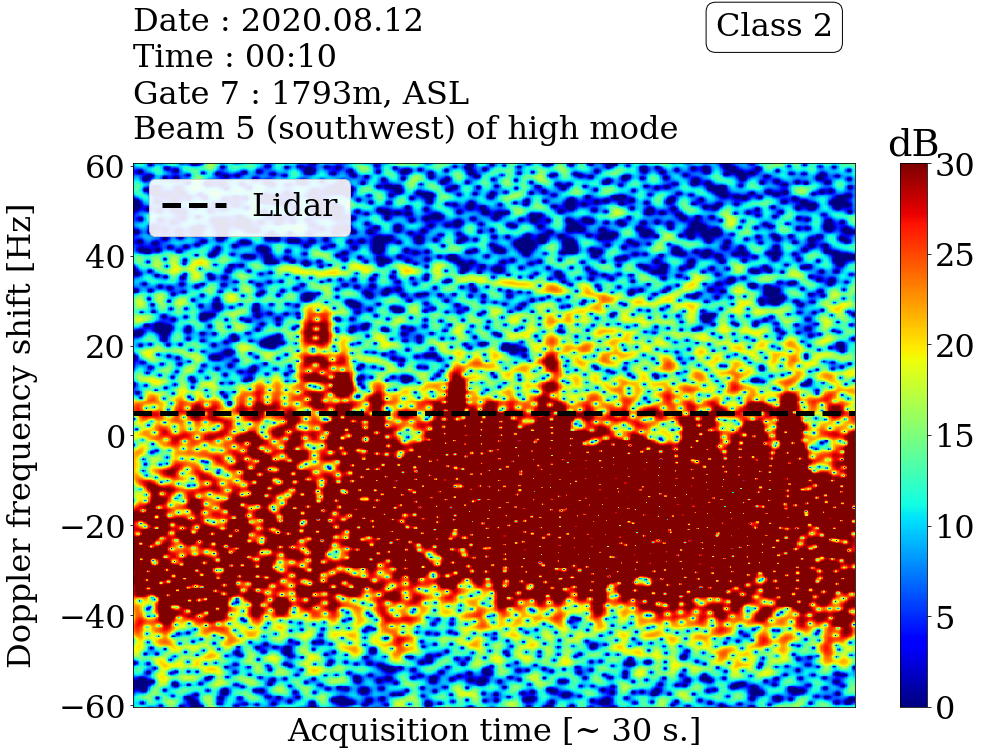 Date : 2020.08.12
Time : 00:10
Gate 7 : 1793m, ASL
Beam 5 (southwest) of high mode
Class 2
dB
60
40
20
0
−20
−40
−60
Doppler frequency shift [Hz]
Lidar
30
25
20
15
10
5
0
Acquisition time [~ 30 s.]